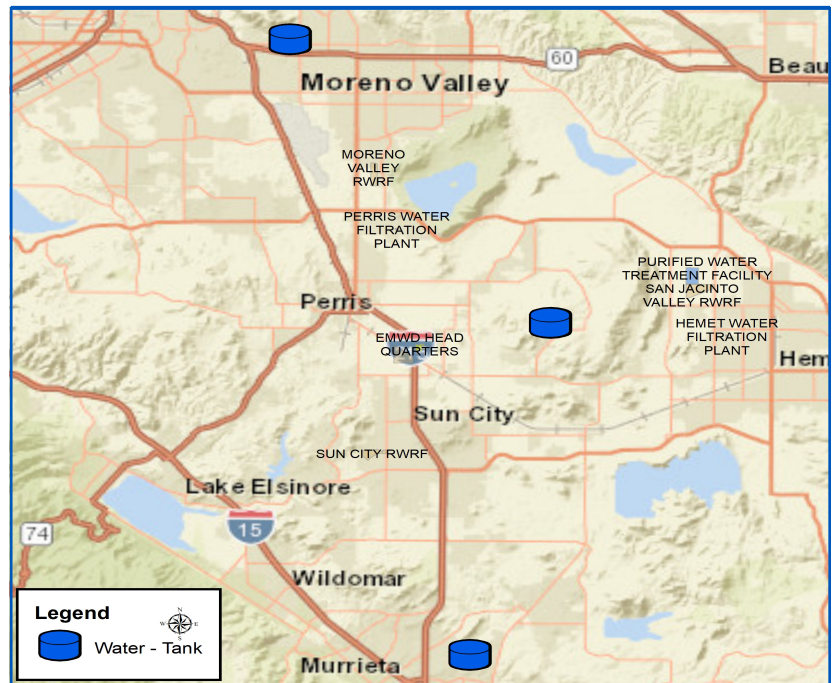 60
Beau
Moreno Valley
MORENO
VALLEY
RWRF
PERRIS WATER
FILTRATION
PLANT
PURIFIED WATER
TREATMENT FACILITY
SAN JACINTO
VALLEY RWRF
Perris
HEMET WATER
FILTRATION
PLANT
EMWD HEAD
QUARTERS
Hem
Sun City
SUN CITY RWRF
Lake Elsinore
15
74
Wildomar
Legend
N
W
E
S
Water - Tank
Murrieta